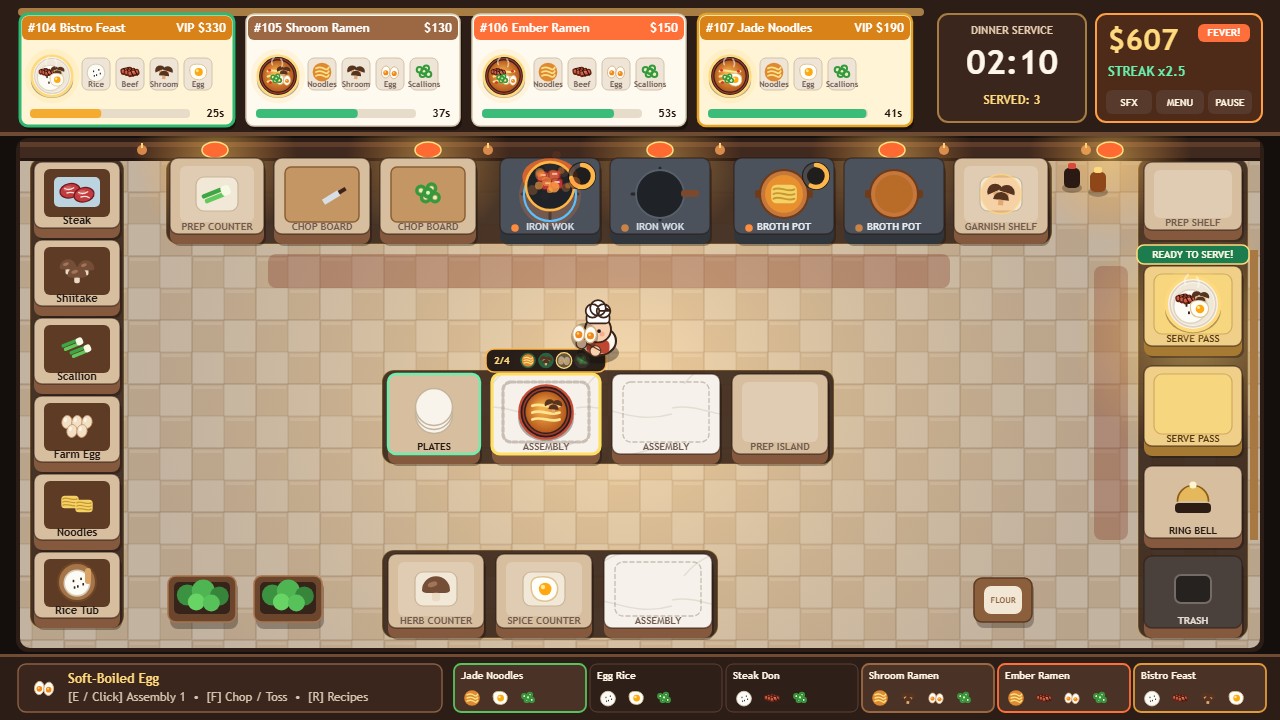 #104 Bistro Feast VIP $330
Rice Beef Shroom Egg
25s
#105 Shroom Ramen $130
Noodles Shroom Egg Scallions
37s
#106 Ember Ramen $150
Noodles Beef Egg Scallions
53s
#107 Jade Noodles VIP $190
Noodles Egg Scallions
41s
DINNER SERVICE
02:10
SERVED: 3
$607 FEVER!
STREAK x2.5
SFX MENU PAUSE
Steak
Shiitake
Scallion
Farm Egg
Noodles
Rice Tub
PREP COUNTER
CHOP BOARD
CHOP BOARD
IRON WOK
IRON WOK
BROTH POT
BROTH POT
GARNISH SHELF
PREP SHELF
READY TO SERVE!
SERVE PASS
SERVE PASS
RING BELL
TRASH
2/4
PLATES
ASSEMBLY
ASSEMBLY
PREP ISLAND
HERB COUNTER
SPICE COUNTER
ASSEMBLY
FLOUR
Soft-Boiled Egg
[E / Click] Assembly 1 • [F] Chop / Toss • [R] Recipes
Jade Noodles
Egg Rice
Steak Don
Shroom Ramen
Ember Ramen
Bistro Feast